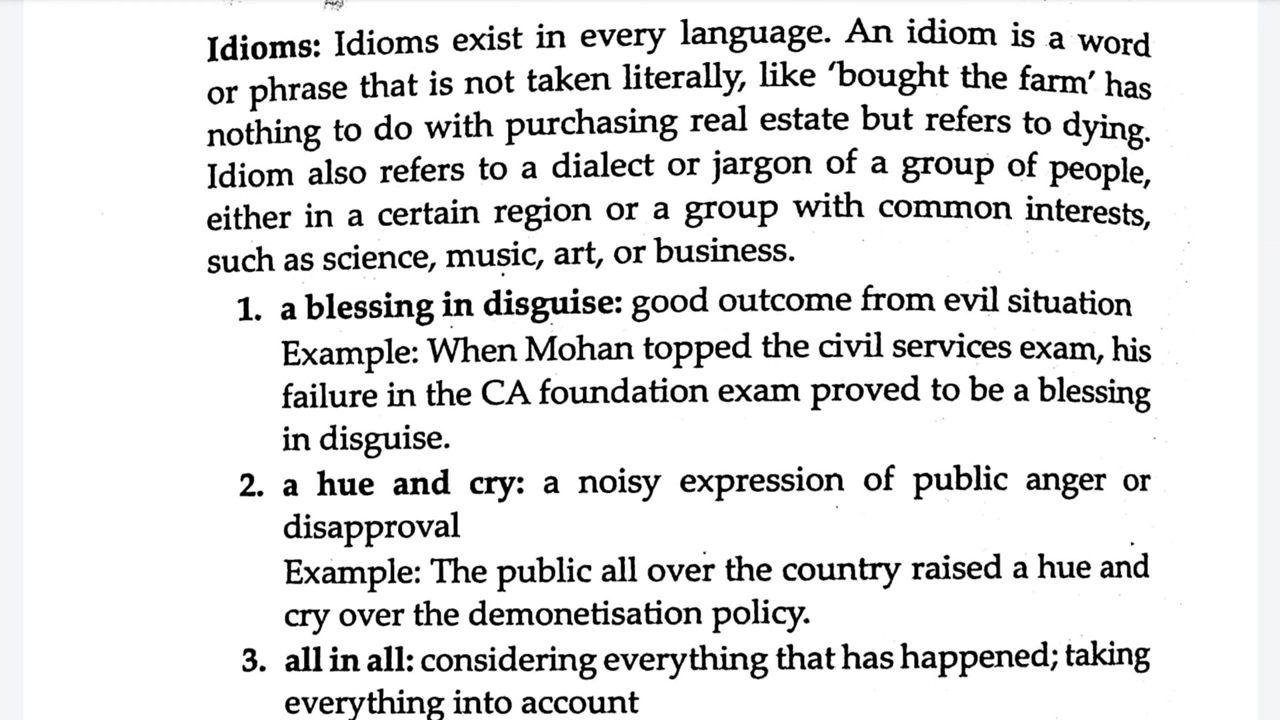 Idioms: Idioms exist in every language. An idiom is a word
or phrase that is not taken literally, like ‘bought the farm’ has
nothing to do with purchasing real estate but refers to dying.
Idiom also refers to a dialect or jargon of a group of people,
either in a certain region or a group with common interests,
such as science, music, art, or business.
1. a blessing in disguise: good outcome from evil situation
Example: When Mohan topped the civil services exam, his
failure in the CA foundation exam proved to be a blessing
in disguise.
2. a hue and cry: a noisy expression of public anger or
disapproval
Example: The public all over the country raised a hue and
cry over the demonetisation policy.
3. all in all: considering everything that has happened; taking
everything into account